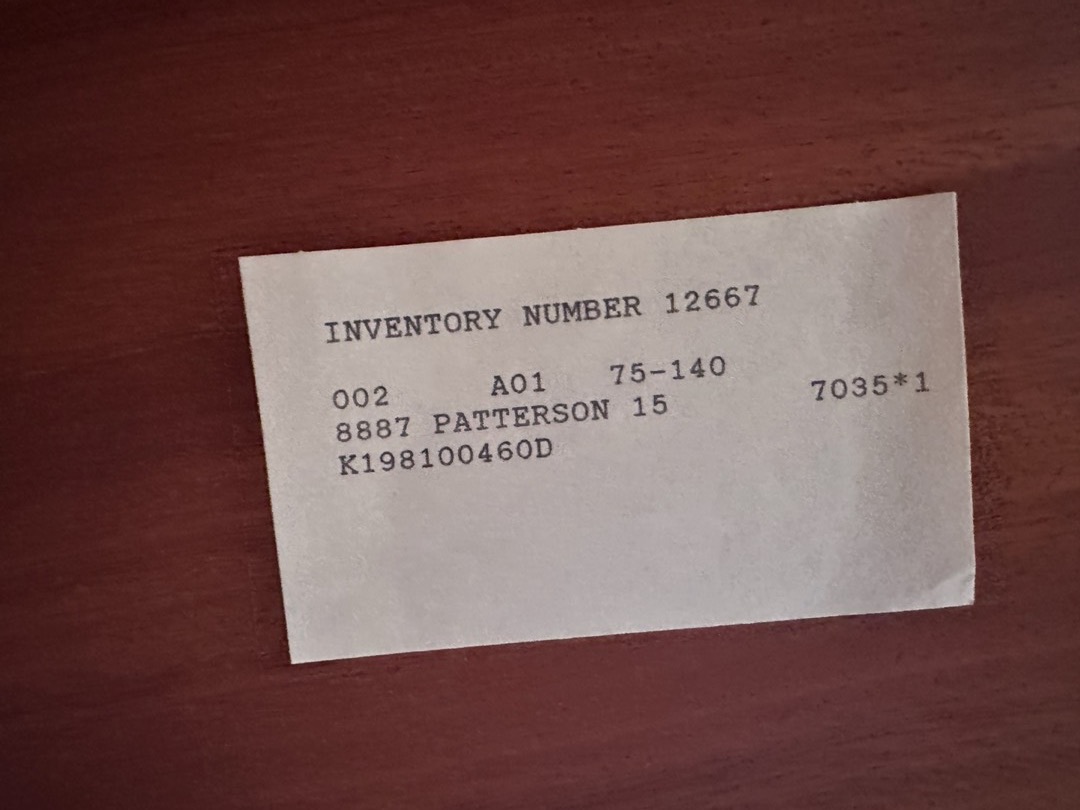 INVENTORY NUMBER 12667
002 A01 75-140
8887 PATTERSON 15 7035*1
K198100460D